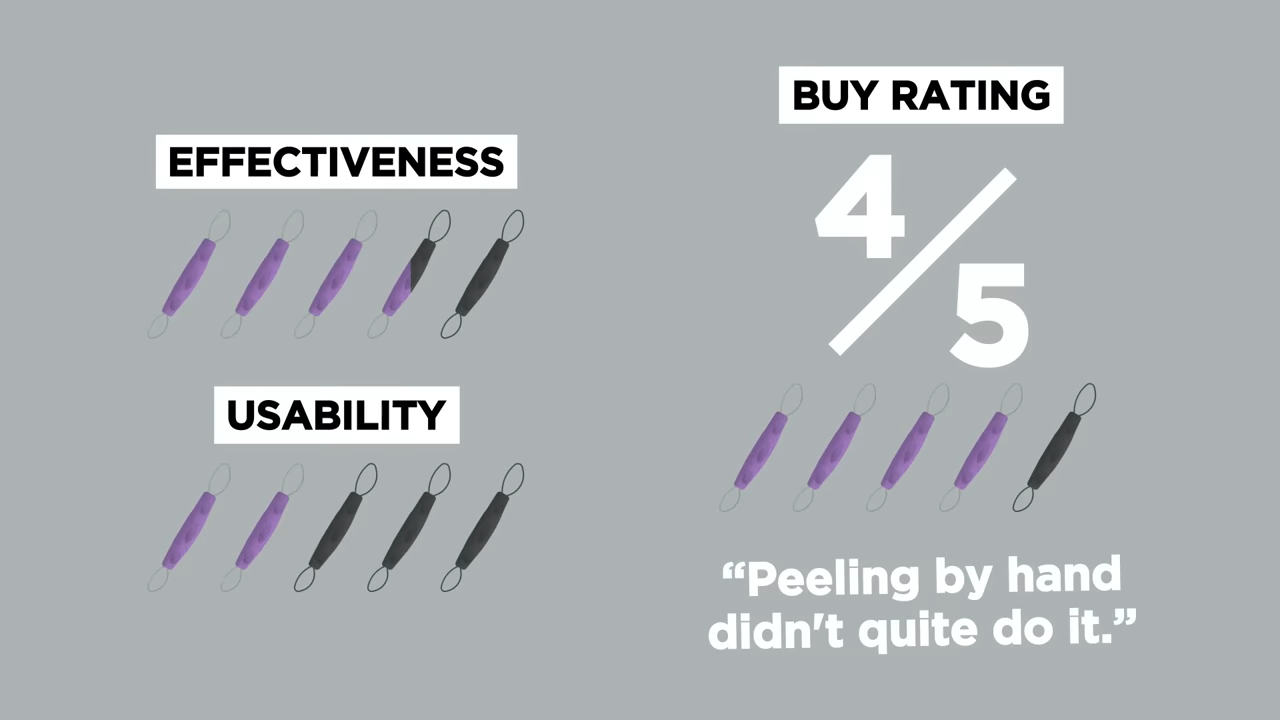 EFFECTIVENESS
USABILITY
BUY RATING
4/5
“Peeling by hand
didn't quite do it.”